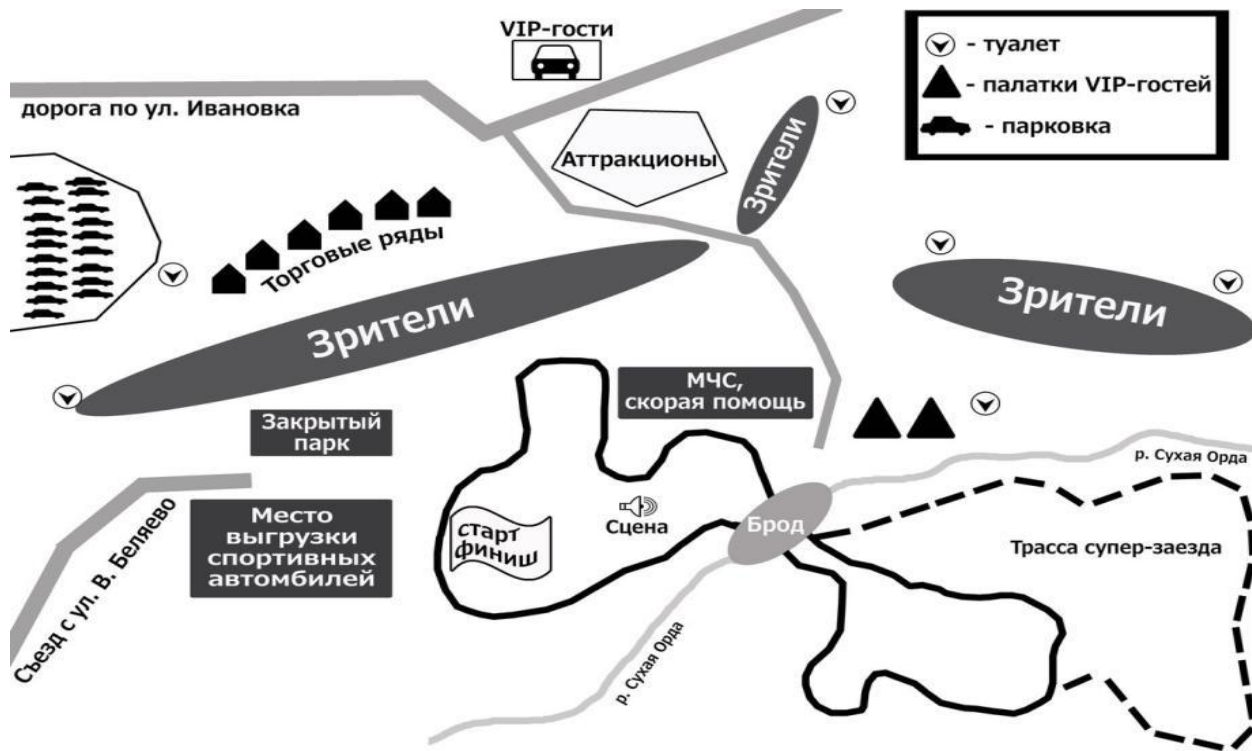 VIP-гости
- туалет
- палатки VIP-гостей
- парковка
дорога по ул. Ивановка
Аттракционы
Зрители
Торговые ряды
Зрители
Зрители
МЧС,
скорая помощь
Закрытый
парк
р. Сухая Орда
Съезд с ул. В. Беляево
Место
выгрузки
спортивных
автомбилей
старт
финиш
Сцена
Брод
Трасса супер-заезда
р. Сухая Орда